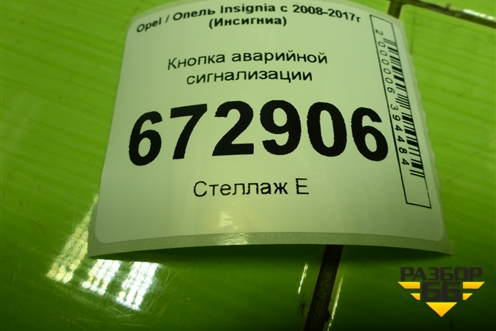 Opel / Опель Insignia с 2008-2017г
(Инсигниа)
Кнопка аварийной
сигнализации
672906
Стеллаж Е
2000006394484
РАЗБОР
66